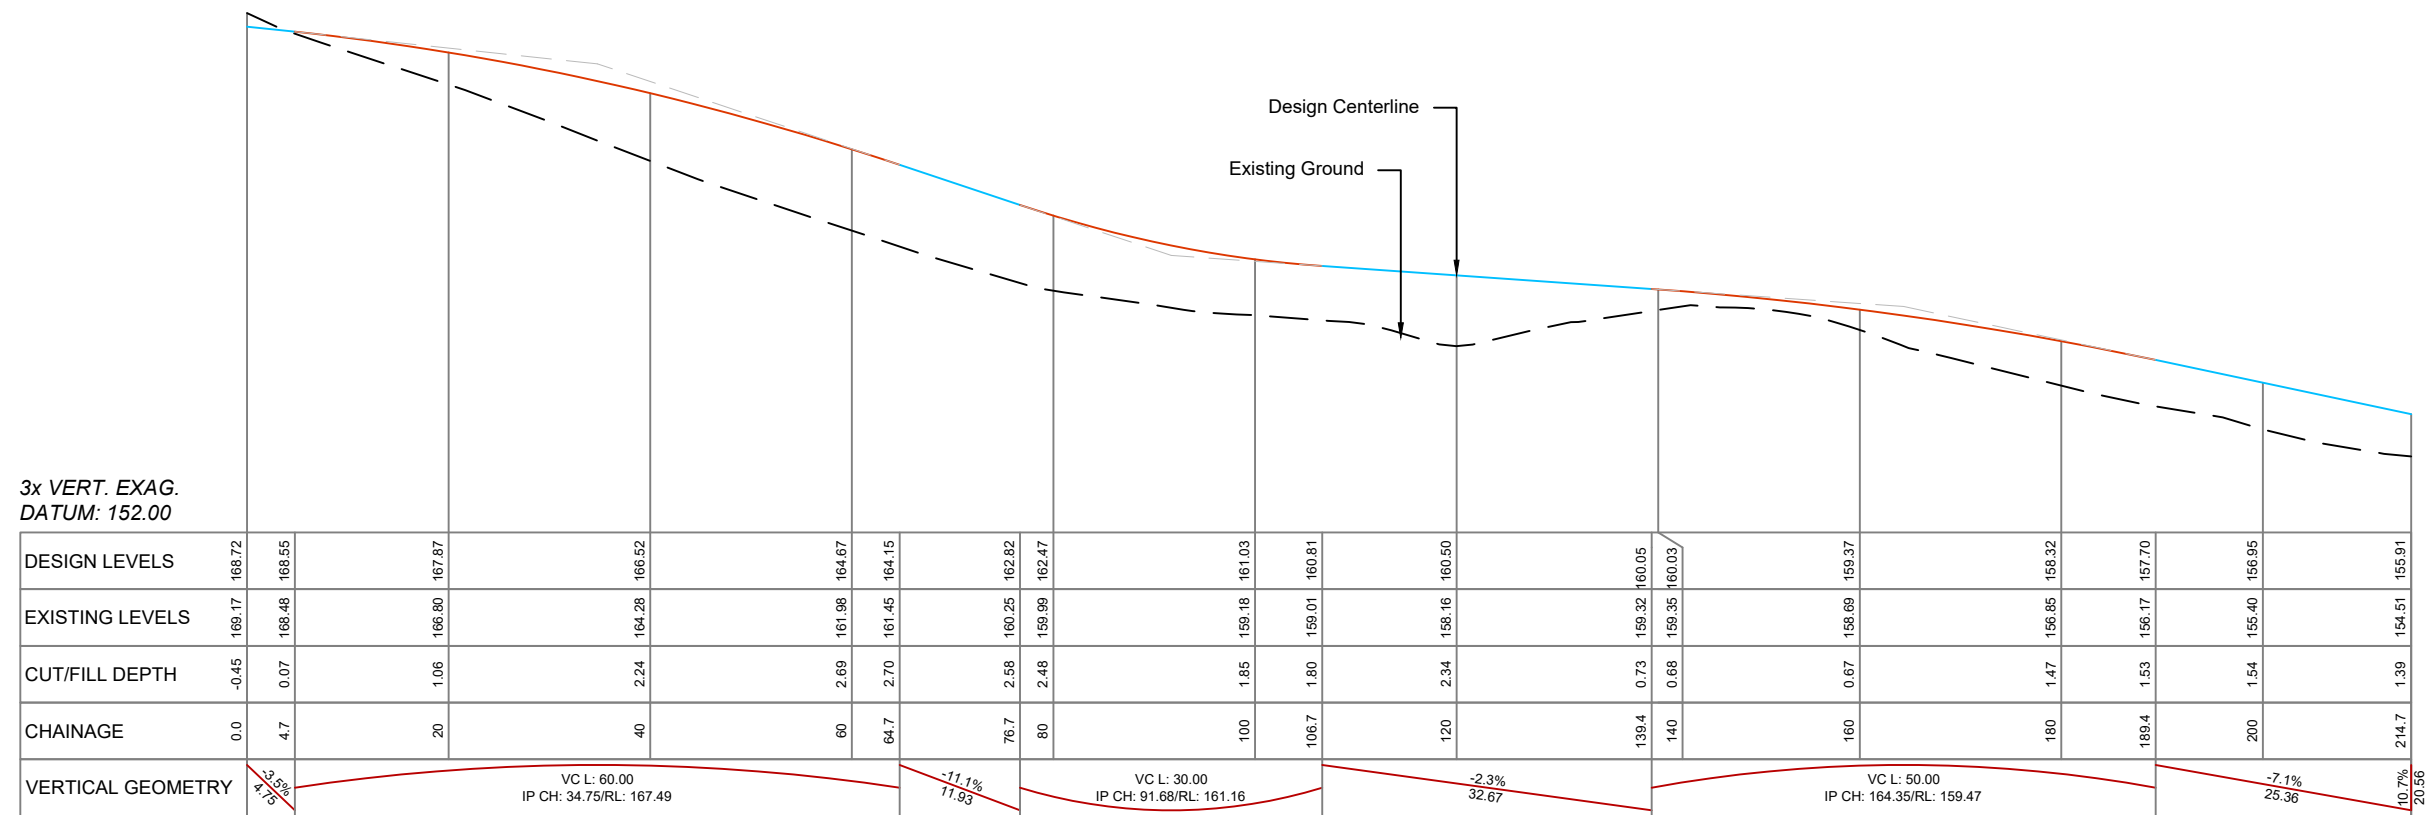 Design Centerline
Existing Ground
3x VERT. EXAG.
DATUM: 152.00
DESIGN LEVELS 168.72 168.55 167.87 166.52 164.67 164.15 162.82 162.47 161.03 160.81 160.50 160.05 160.03 159.37 158.32 157.70 156.95 155.91
EXISTING LEVELS 169.17 168.48 166.80 164.28 161.98 161.45 160.25 159.99 159.18 159.01 158.16 159.32 159.35 158.69 156.85 156.17 155.40 154.51
CUT/FILL DEPTH -0.45 0.07 1.06 2.24 2.69 2.70 2.58 2.48 1.85 1.80 2.34 0.73 0.68 0.67 1.47 1.53 1.54 1.39
CHAINAGE 0.0 4.7 20 40 60 64.7 76.7 80 100 106.7 120 139.4 140 160 180 189.4 200 214.7
VERTICAL GEOMETRY
-3.5%
4.75
VC L: 60.00
IP CH: 34.75/RL: 167.49
-11.1%
11.93
VC L: 30.00
IP CH: 91.68/RL: 161.16
-2.3%
32.67
VC L: 50.00
IP CH: 164.35/RL: 159.47
-7.1%
25.36
10.7%
20.56